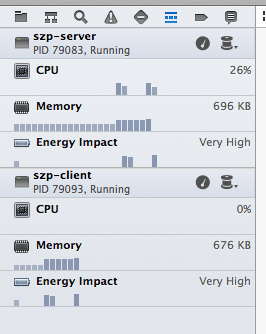 szp-server
PID 79083, Running
CPU 26%
Memory 696 KB
Energy Impact Very High
szp-client
PID 79093, Running
CPU 0%
Memory 676 KB
Energy Impact Very High